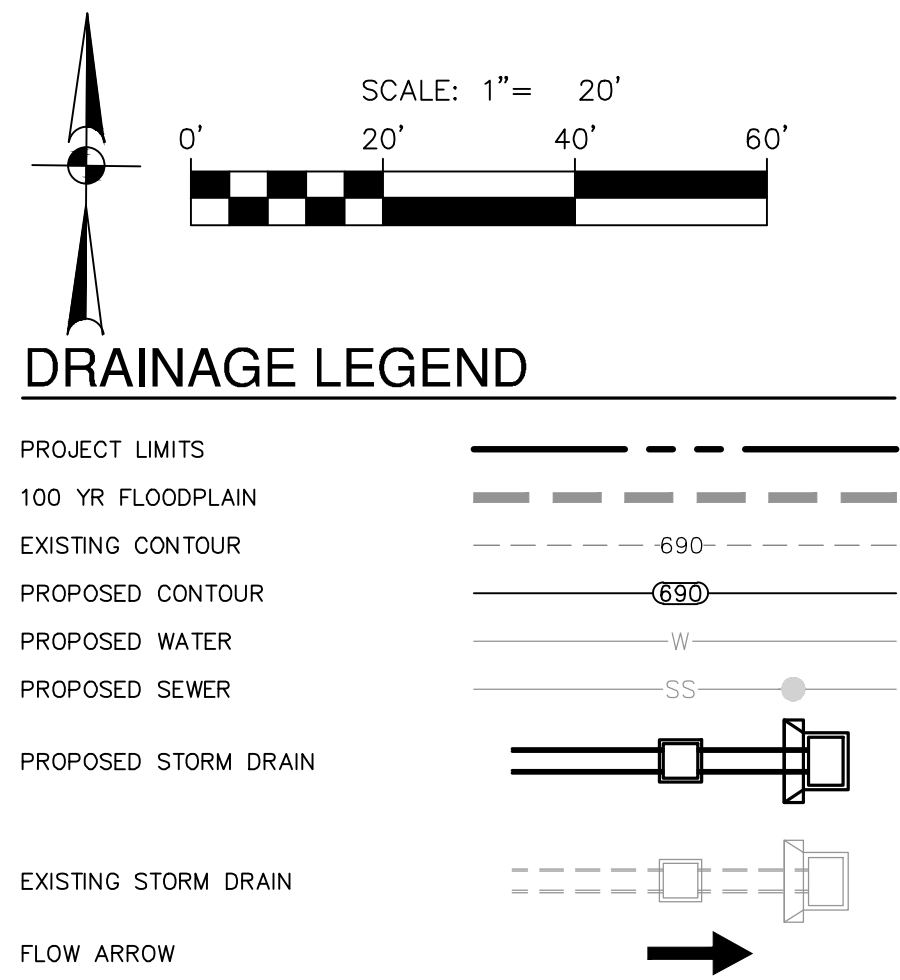 SCALE: 1"= 20'
0' 20' 40' 60'
DRAINAGE LEGEND
PROJECT LIMITS
100 YR FLOODPLAIN
EXISTING CONTOUR 690
PROPOSED CONTOUR 690
PROPOSED WATER W
PROPOSED SEWER SS
PROPOSED STORM DRAIN
EXISTING STORM DRAIN
FLOW ARROW